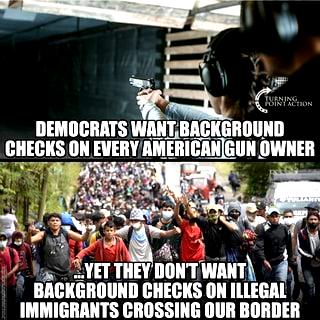 TURNING
POINT ACTION
DEMOCRATS WANT BACKGROUND
CHECKS ON EVERY AMERICAN GUN OWNER
...YET THEY DON'T WANT
BACKGROUND CHECKS ON ILLEGAL
IMMIGRANTS CROSSING OUR BORDER